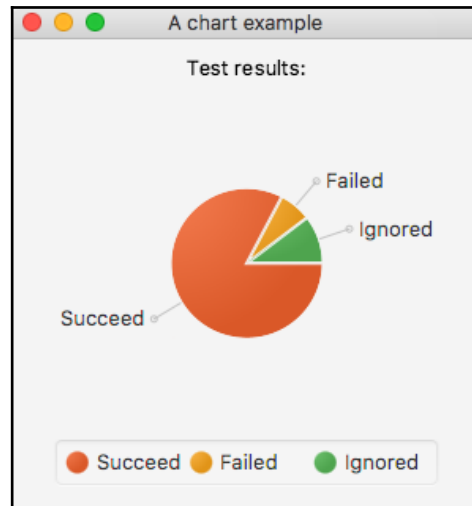 A chart example
Test results:
Failed
Ignored
Succeed
Succeed Failed Ignored